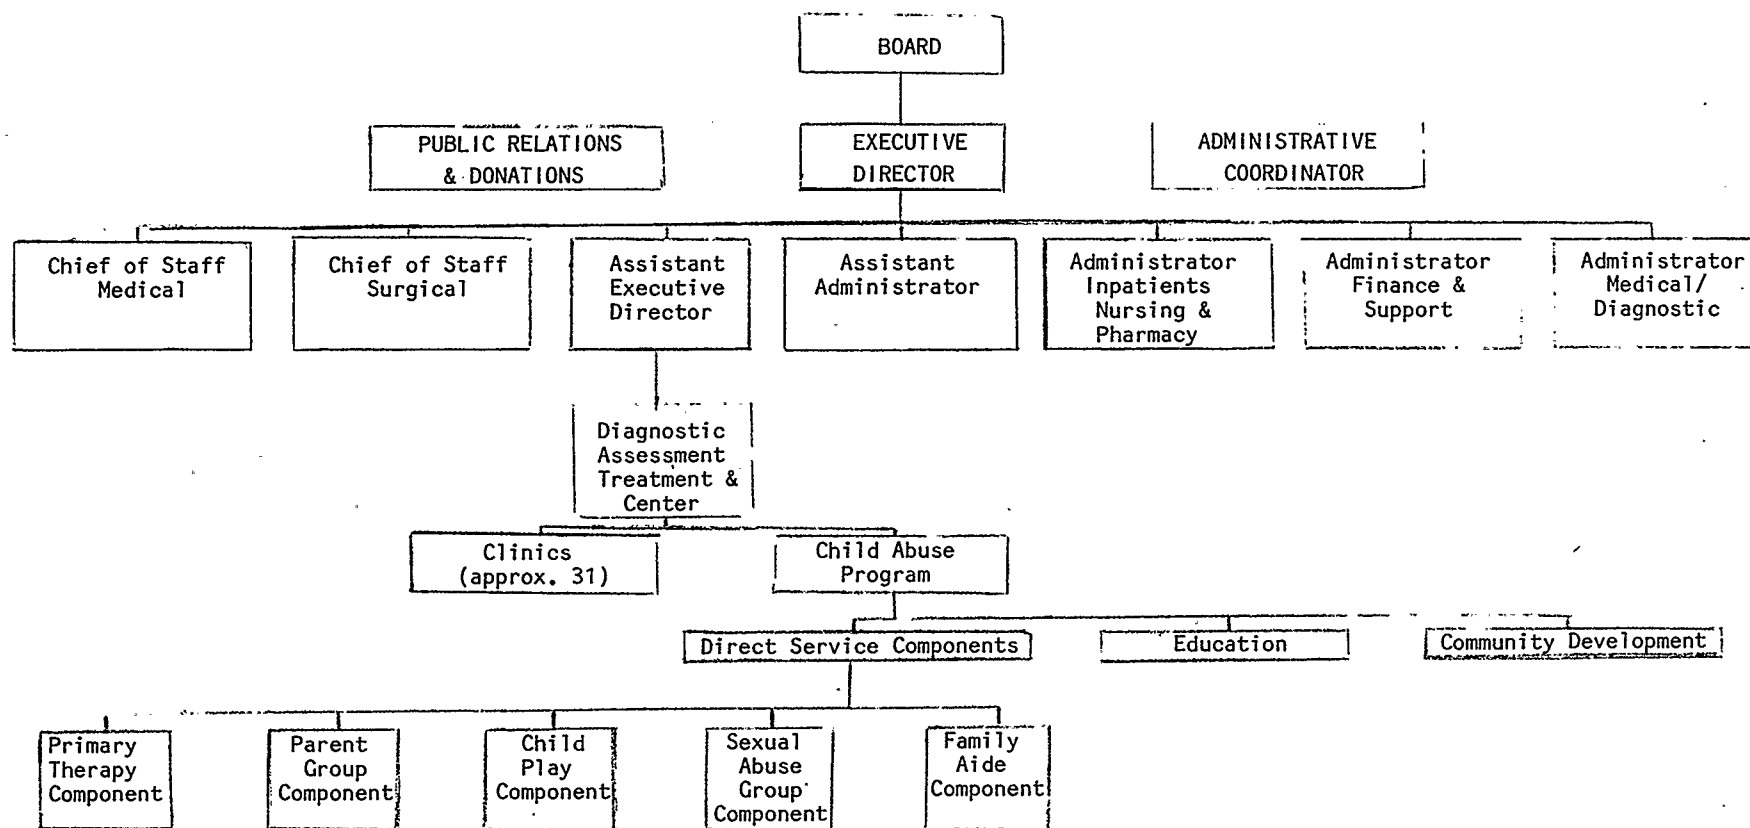 BOARD
PUBLIC RELATIONS
& DONATIONS
EXECUTIVE
DIRECTOR
ADMINISTRATIVE
COORDINATOR
Chief of Staff
Medical
Chief of Staff
Surgical
Assistant
Executive
Director
Assistant
Administrator
Administrator
Inpatients
Nursing &
Pharmacy
Administrator
Finance &
Support
Administrator
Medical/
Diagnostic
Diagnostic
Assessment
Treatment &
Center
Clinics
(approx. 31)
Child Abuse
Program
Direct Service Components
Education
Community Development
Primary
Therapy
Component
Parent
Group
Component
Child
Play
Component
Sexual
Abuse
Group
Component
Family
Aide
Component